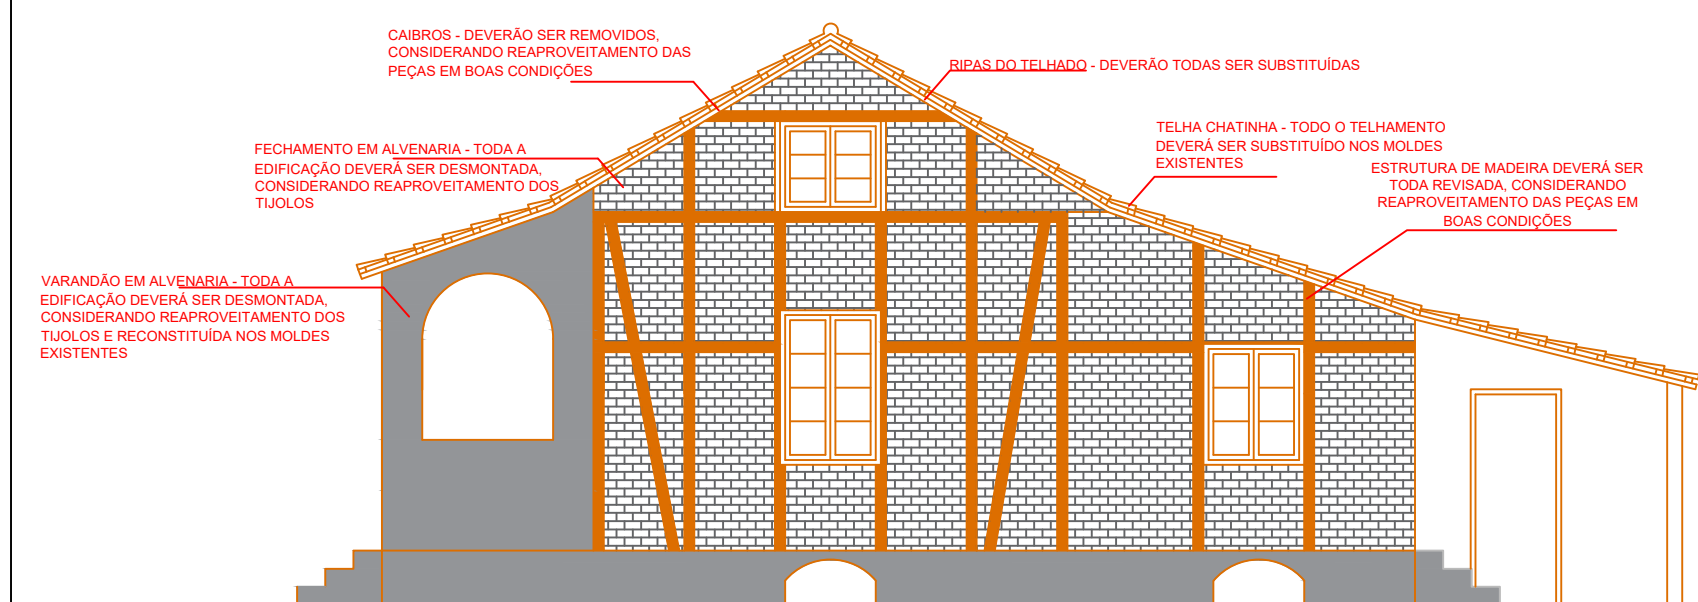 CAIBROS - DEVERÃO SER REMOVIDOS,
CONSIDERANDO REAPROVEITAMENTO DAS
PEÇAS EM BOAS CONDIÇÕES
RIPAS DO TELHADO - DEVERÃO TODAS SER SUBSTITUÍDAS
TELHA CHATINHA - TODO O TELHAMENTO
DEVERÁ SER SUBSTITUÍDO NOS MOLDES
EXISTENTES
FECHAMENTO EM ALVENARIA - TODA A
EDIFICAÇÃO DEVERÁ SER DESMONTADA,
CONSIDERANDO REAPROVEITAMENTO DOS
TIJOLOS
ESTRUTURA DE MADEIRA DEVERÁ SER
TODA REVISADA, CONSIDERANDO
REAPROVEITAMENTO DAS PEÇAS EM
BOAS CONDIÇÕES
VARANDÃO EM ALVENARIA - TODA A
EDIFICAÇÃO DEVERÁ SER DESMONTADA,
CONSIDERANDO REAPROVEITAMENTO DOS
TIJOLOS E RECONSTITUÍDA NOS MOLDES
EXISTENTES